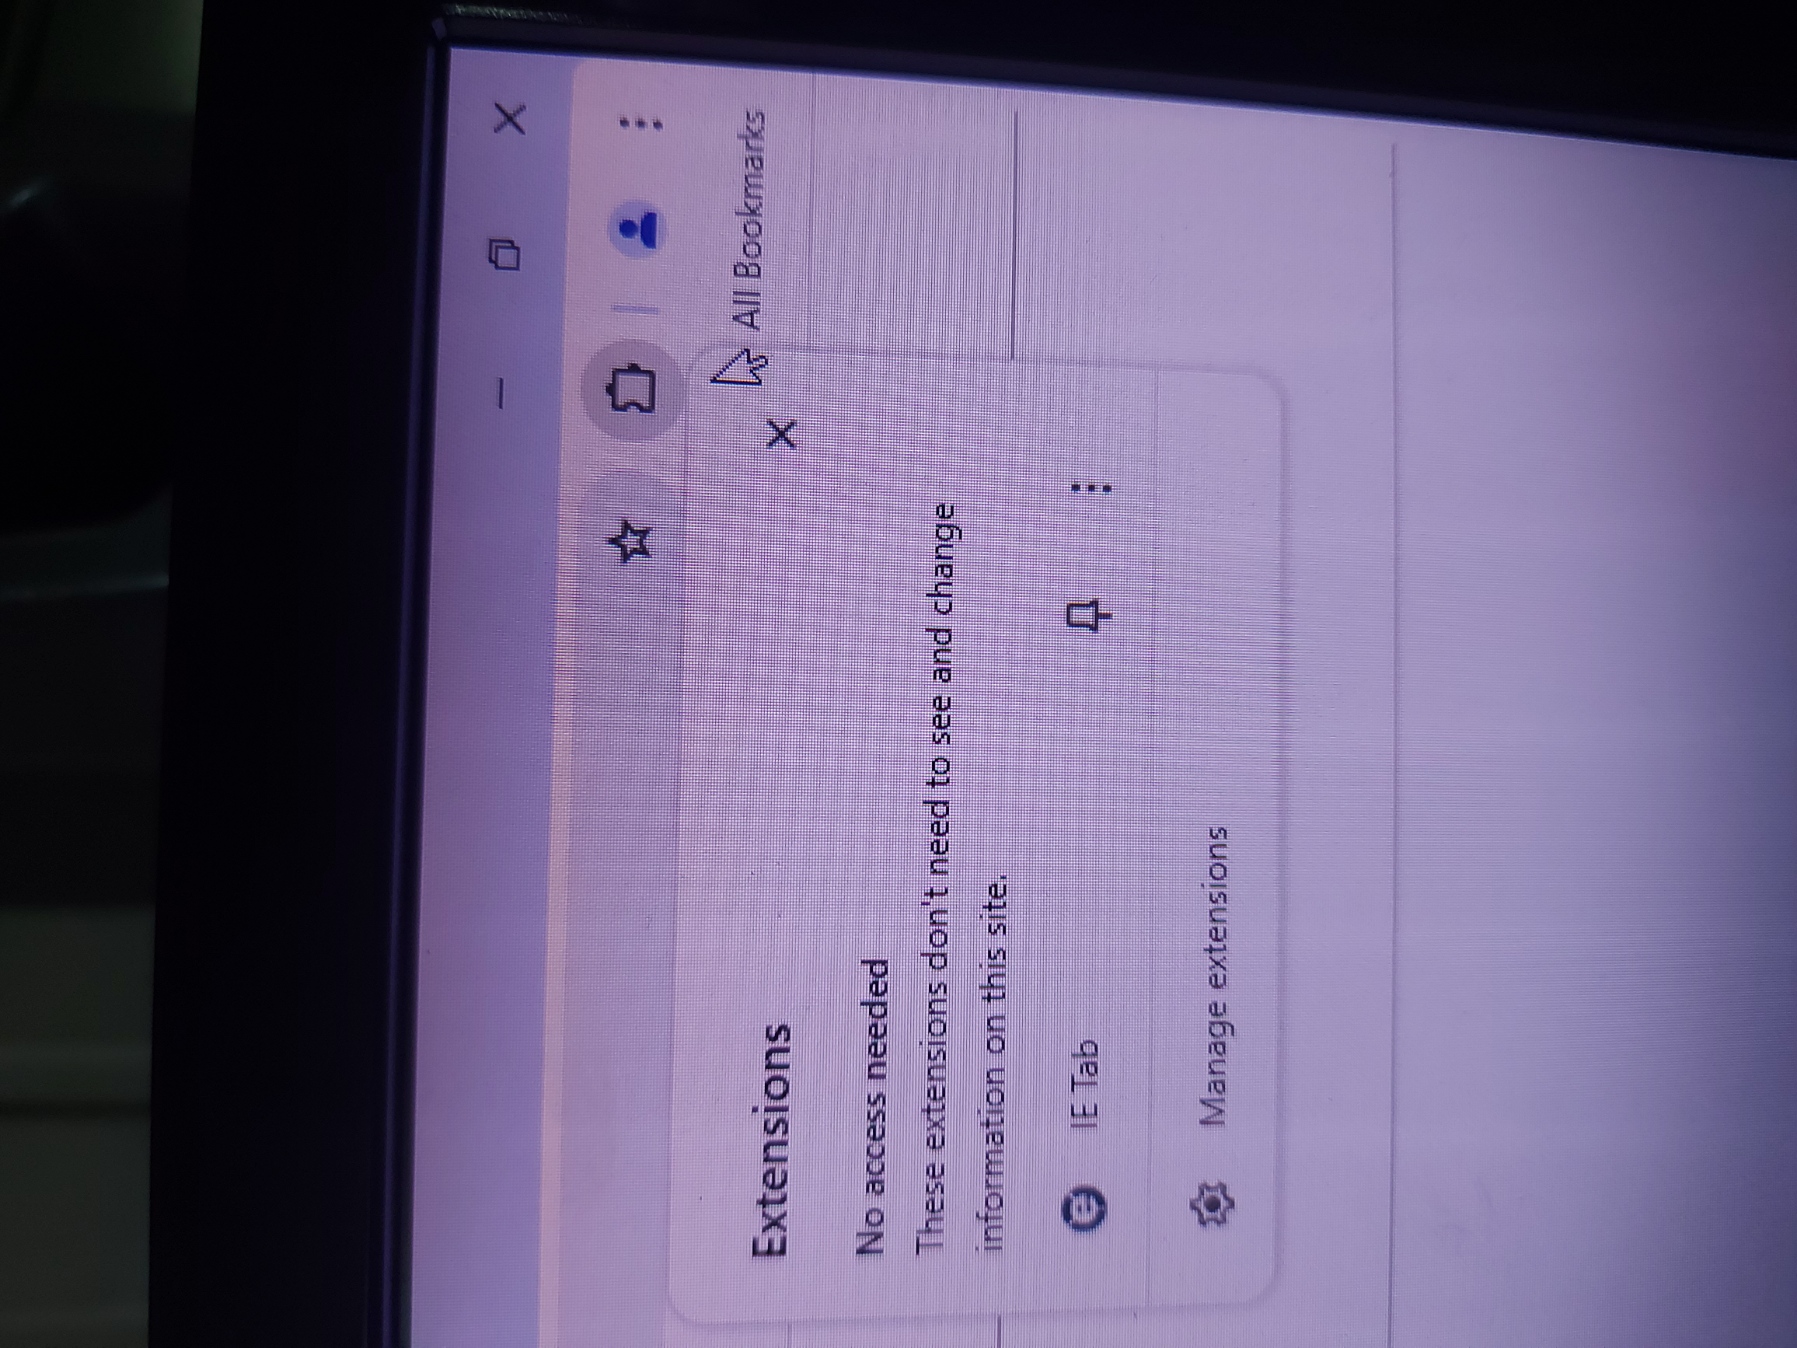 All Bookmarks
Extensions
No access needed
These extensions don't need to see and change
information on this site.
IE Tab
Manage extensions